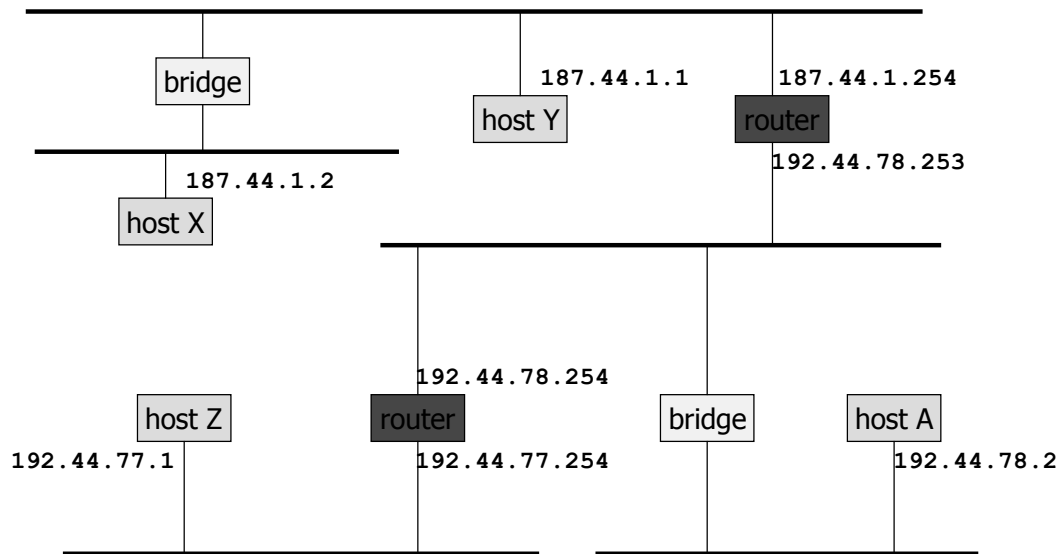 bridge
187.44.1.1
187.44.1.254
host Y
router
192.44.78.253
187.44.1.2
host X
192.44.78.254
host Z
router
bridge
host A
192.44.77.1
192.44.77.254
192.44.78.2